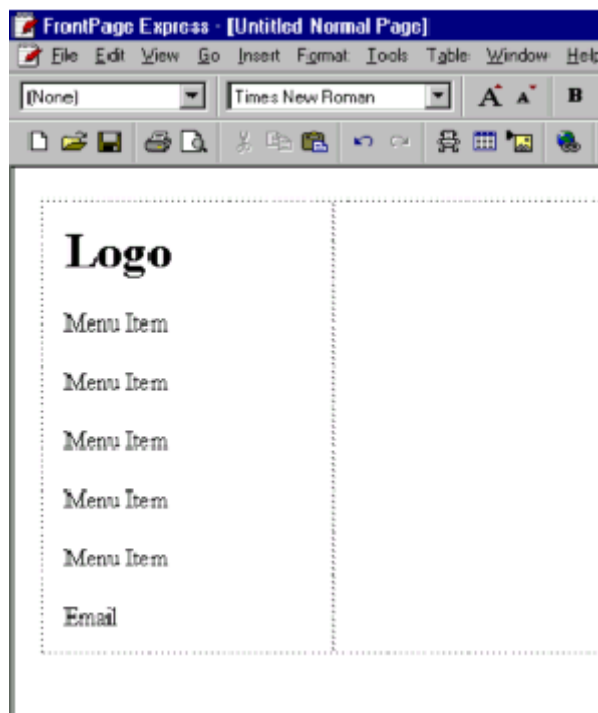 FrontPage Express - [Untitled Normal Page]
File Edit View Go Insert Format Tools Table Window Help
(None) Times New Roman A A B
Logo
Menu Item
Menu Item
Menu Item
Menu Item
Menu Item
Email